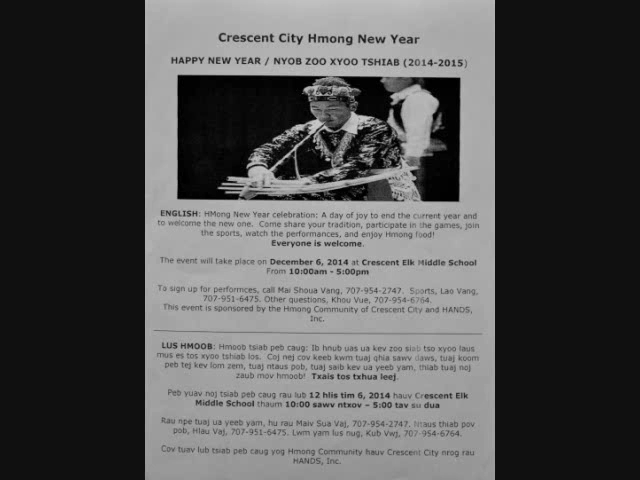 Crescent City Hmong New Year
HAPPY NEW YEAR / NYOB ZOO XYOO TSHIAB (2014-2015)
ENGLISH: HMong New Year celebration: A day of joy to end the current year and
to welcome the new one. Come share your tradition, participate in the games, join
the sports, watch the performances, and enjoy Hmong food!
Everyone is welcome.
The event will take place on December 6, 2014 at Crescent Elk Middle School
From 10:00am - 5:00pm
To sign up for performces, call Mai Shoua Vang, 707-954-2747. Sports, Lao Vang,
707-951-6475. Other questions, Khou Vue, 707-954-6764.
This event is sponsored by the Hmong Community of Crescent City and HANDS,
Inc.
LUS HMOOB: Hmoob tsiab peb caug: Ib hnub uas ua kev zoo siab tso xyoo laus
mus es tos xyoo tshiab los. Coj nej cov keeb kwm tuaj qhia sawv daws, tuaj koom
peb tej kev lom zem, tuaj ntaus pob, tuaj saib kev ua yeeb yam, thiab tuaj noj
zaub mov hmoob! Txais tos txhua leej.
Peb yuav noj tsiab peb caug rau lub 12 hlis tim 6, 2014 hauv Crescent Elk
Middle School thaum 10:00 sawv ntxov – 5:00 tav su dua
Rau npe tuaj ua yeeb yam, hu rau Maiv Sua Vaj, 707-954-2747. Ntaus thiab pov
pob, Hlau Vaj, 707-951-6475. Lwm yam lus nug, Kub Vwj, 707-954-6764.
Cov tuav lub tsiab peb caug yog Hmong Community hauv Crescent City nrog rau
HANDS, Inc.